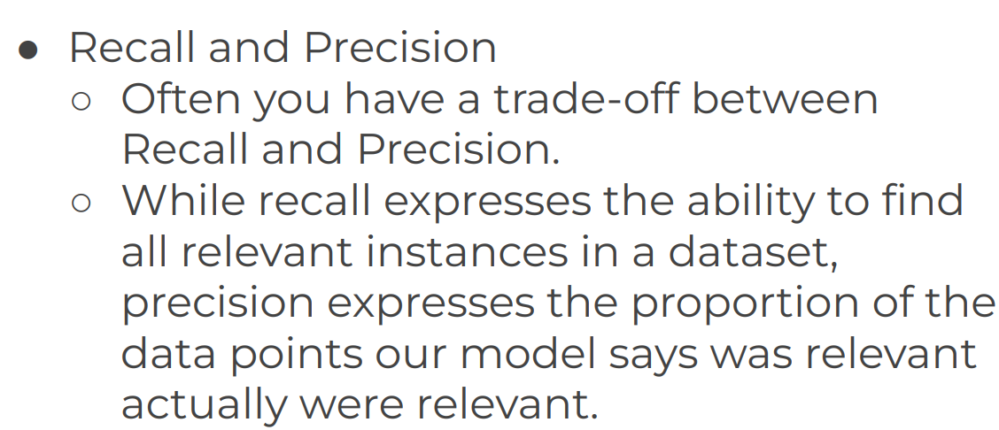 ● Recall and Precision
○ Often you have a trade-off between
Recall and Precision.
○ While recall expresses the ability to find
all relevant instances in a dataset,
precision expresses the proportion of the
data points our model says was relevant
actually were relevant.